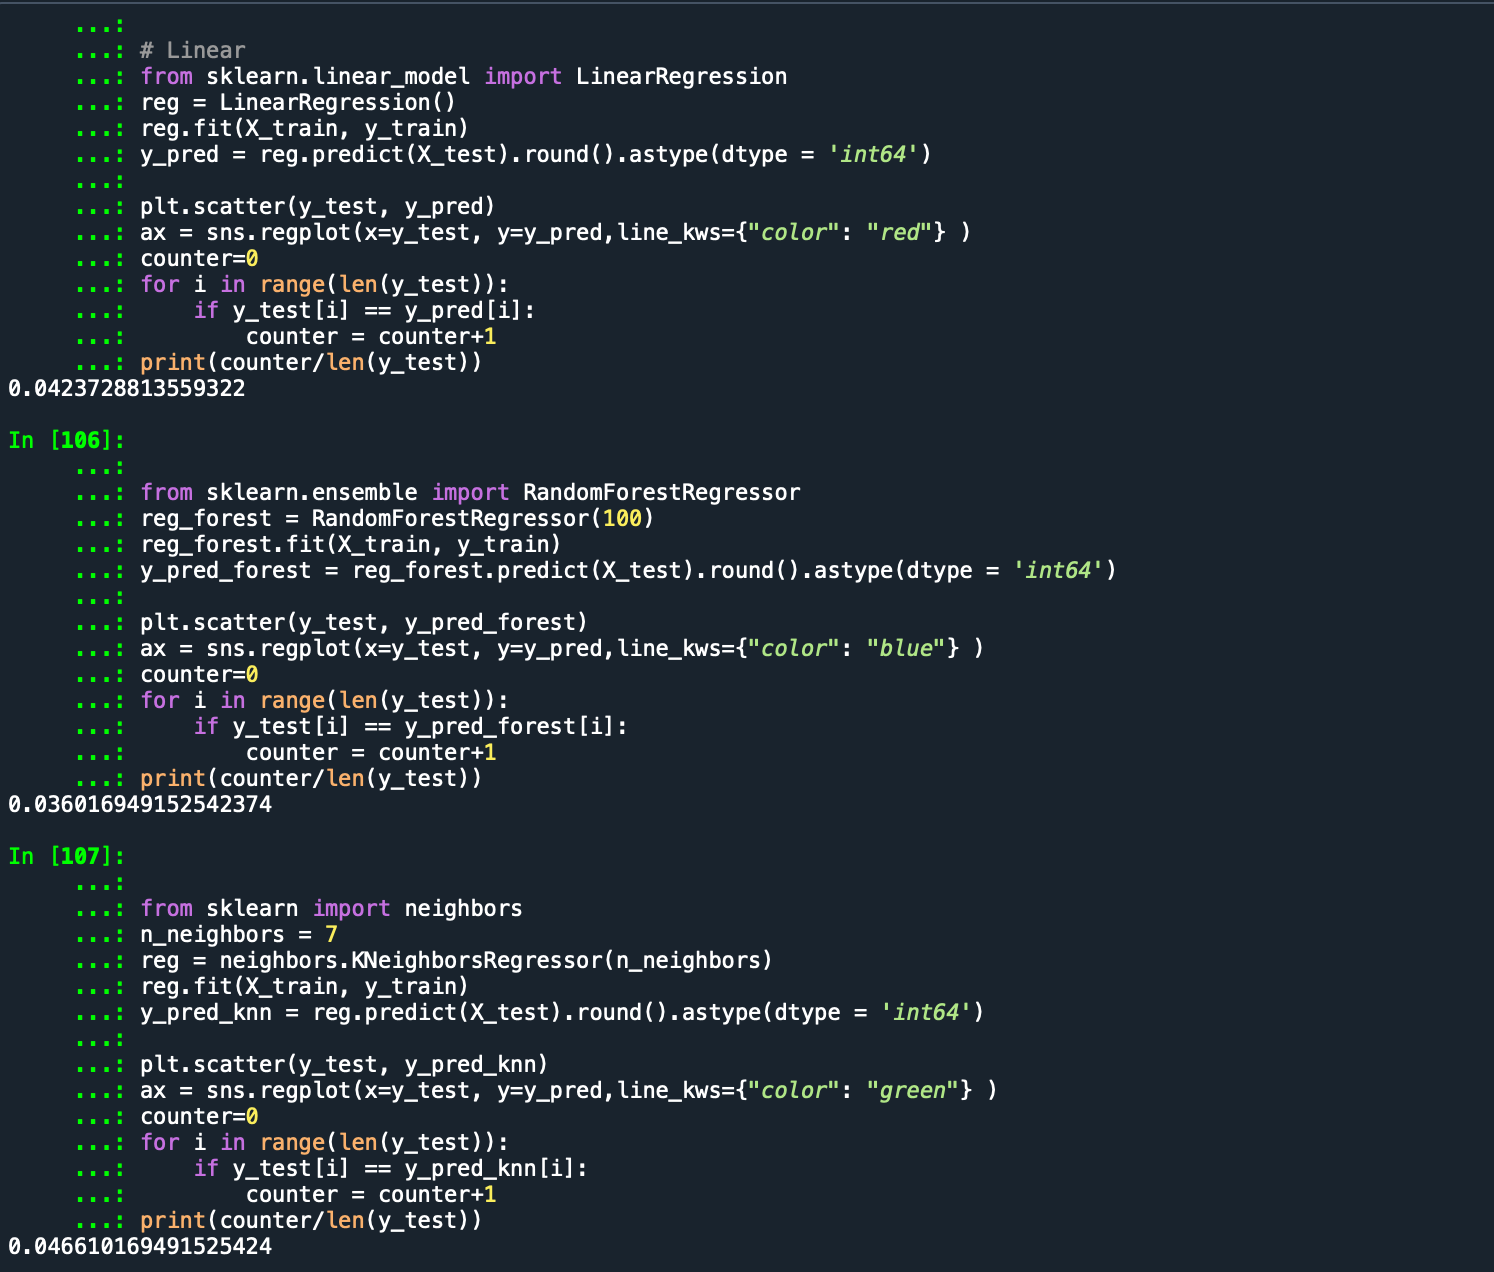 ...:
...: # Linear
...: from sklearn.linear_model import LinearRegression
...: reg = LinearRegression()
...: reg.fit(X_train, y_train)
...: y_pred = reg.predict(X_test).round().astype(dtype = 'int64')
...:
...: plt.scatter(y_test, y_pred)
...: ax = sns.regplot(x=y_test, y=y_pred,line_kws={"color": "red"} )
...: counter=0
...: for i in range(len(y_test)):
...:     if y_test[i] == y_pred[i]:
...:         counter = counter+1
...: print(counter/len(y_test))
0.0423728813559322
In [106]:
...:
...: from sklearn.ensemble import RandomForestRegressor
...: reg_forest = RandomForestRegressor(100)
...: reg_forest.fit(X_train, y_train)
...: y_pred_forest = reg_forest.predict(X_test).round().astype(dtype = 'int64')
...:
...: plt.scatter(y_test, y_pred_forest)
...: ax = sns.regplot(x=y_test, y=y_pred,line_kws={"color": "blue"} )
...: counter=0
...: for i in range(len(y_test)):
...:     if y_test[i] == y_pred_forest[i]:
...:         counter = counter+1
...: print(counter/len(y_test))
0.036016949152542374
In [107]:
...:
...: from sklearn import neighbors
...: n_neighbors = 7
...: reg = neighbors.KNeighborsRegressor(n_neighbors)
...: reg.fit(X_train, y_train)
...: y_pred_knn = reg.predict(X_test).round().astype(dtype = 'int64')
...:
...: plt.scatter(y_test, y_pred_knn)
...: ax = sns.regplot(x=y_test, y=y_pred,line_kws={"color": "green"} )
...: counter=0
...: for i in range(len(y_test)):
...:     if y_test[i] == y_pred_knn[i]:
...:         counter = counter+1
...: print(counter/len(y_test))
0.046610169491525424